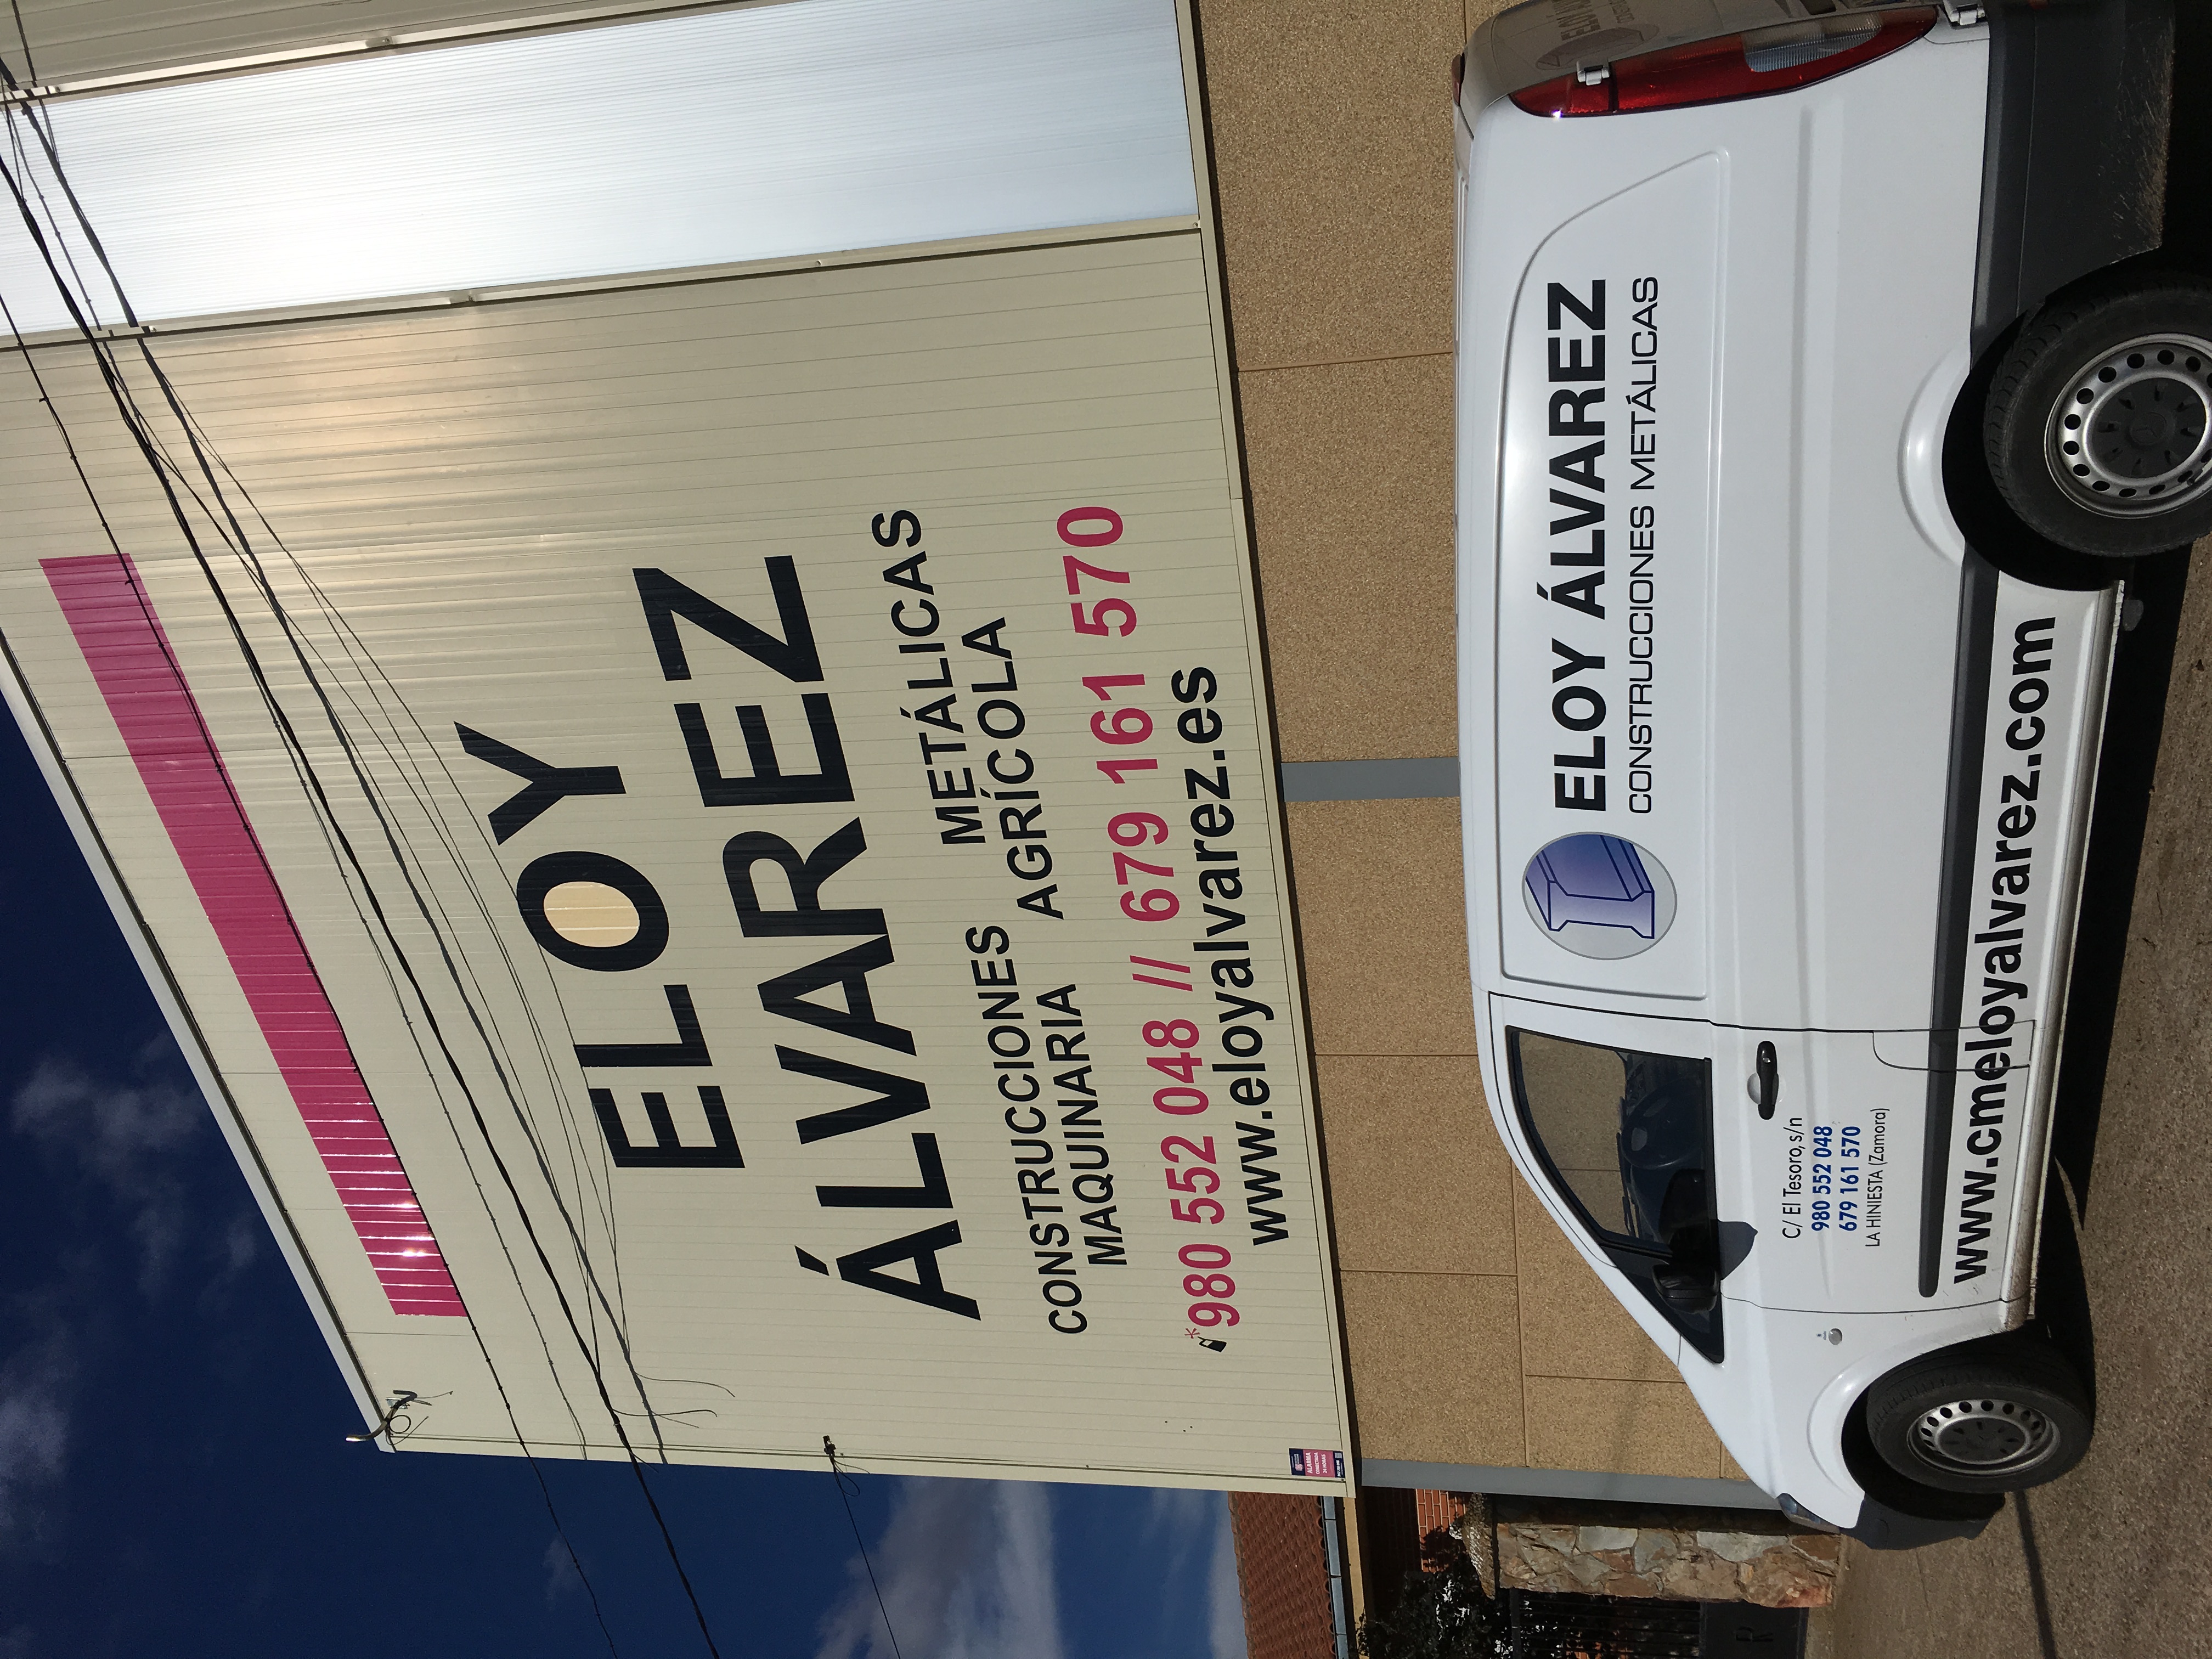 ELOY
ÁLVAREZ
CONSTRUCCIONES METÁLICAS
MAQUINARIA AGRÍCOLA
*980 552 048 // 679 161 570
www.eloyalvarez.es
ALARMA
ELOY ÁLVAREZ
CONSTRUCCIONES METÁLICAS
C/ El Tesoro, s/n
980 552 048
679 161 570
LA HINIESTA (Zamora)
www.cmeloyalvarez.com